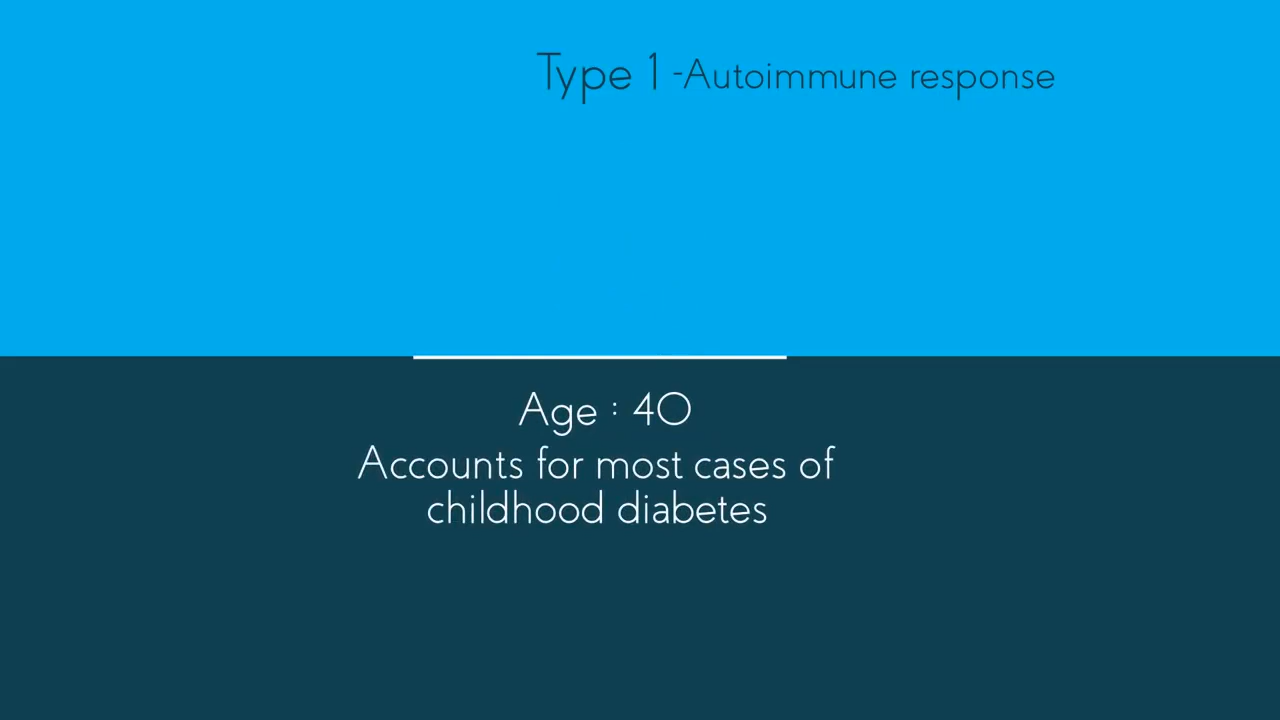 Type 1 -Autoimmune response
Age : 40
Accounts for most cases of
childhood diabetes